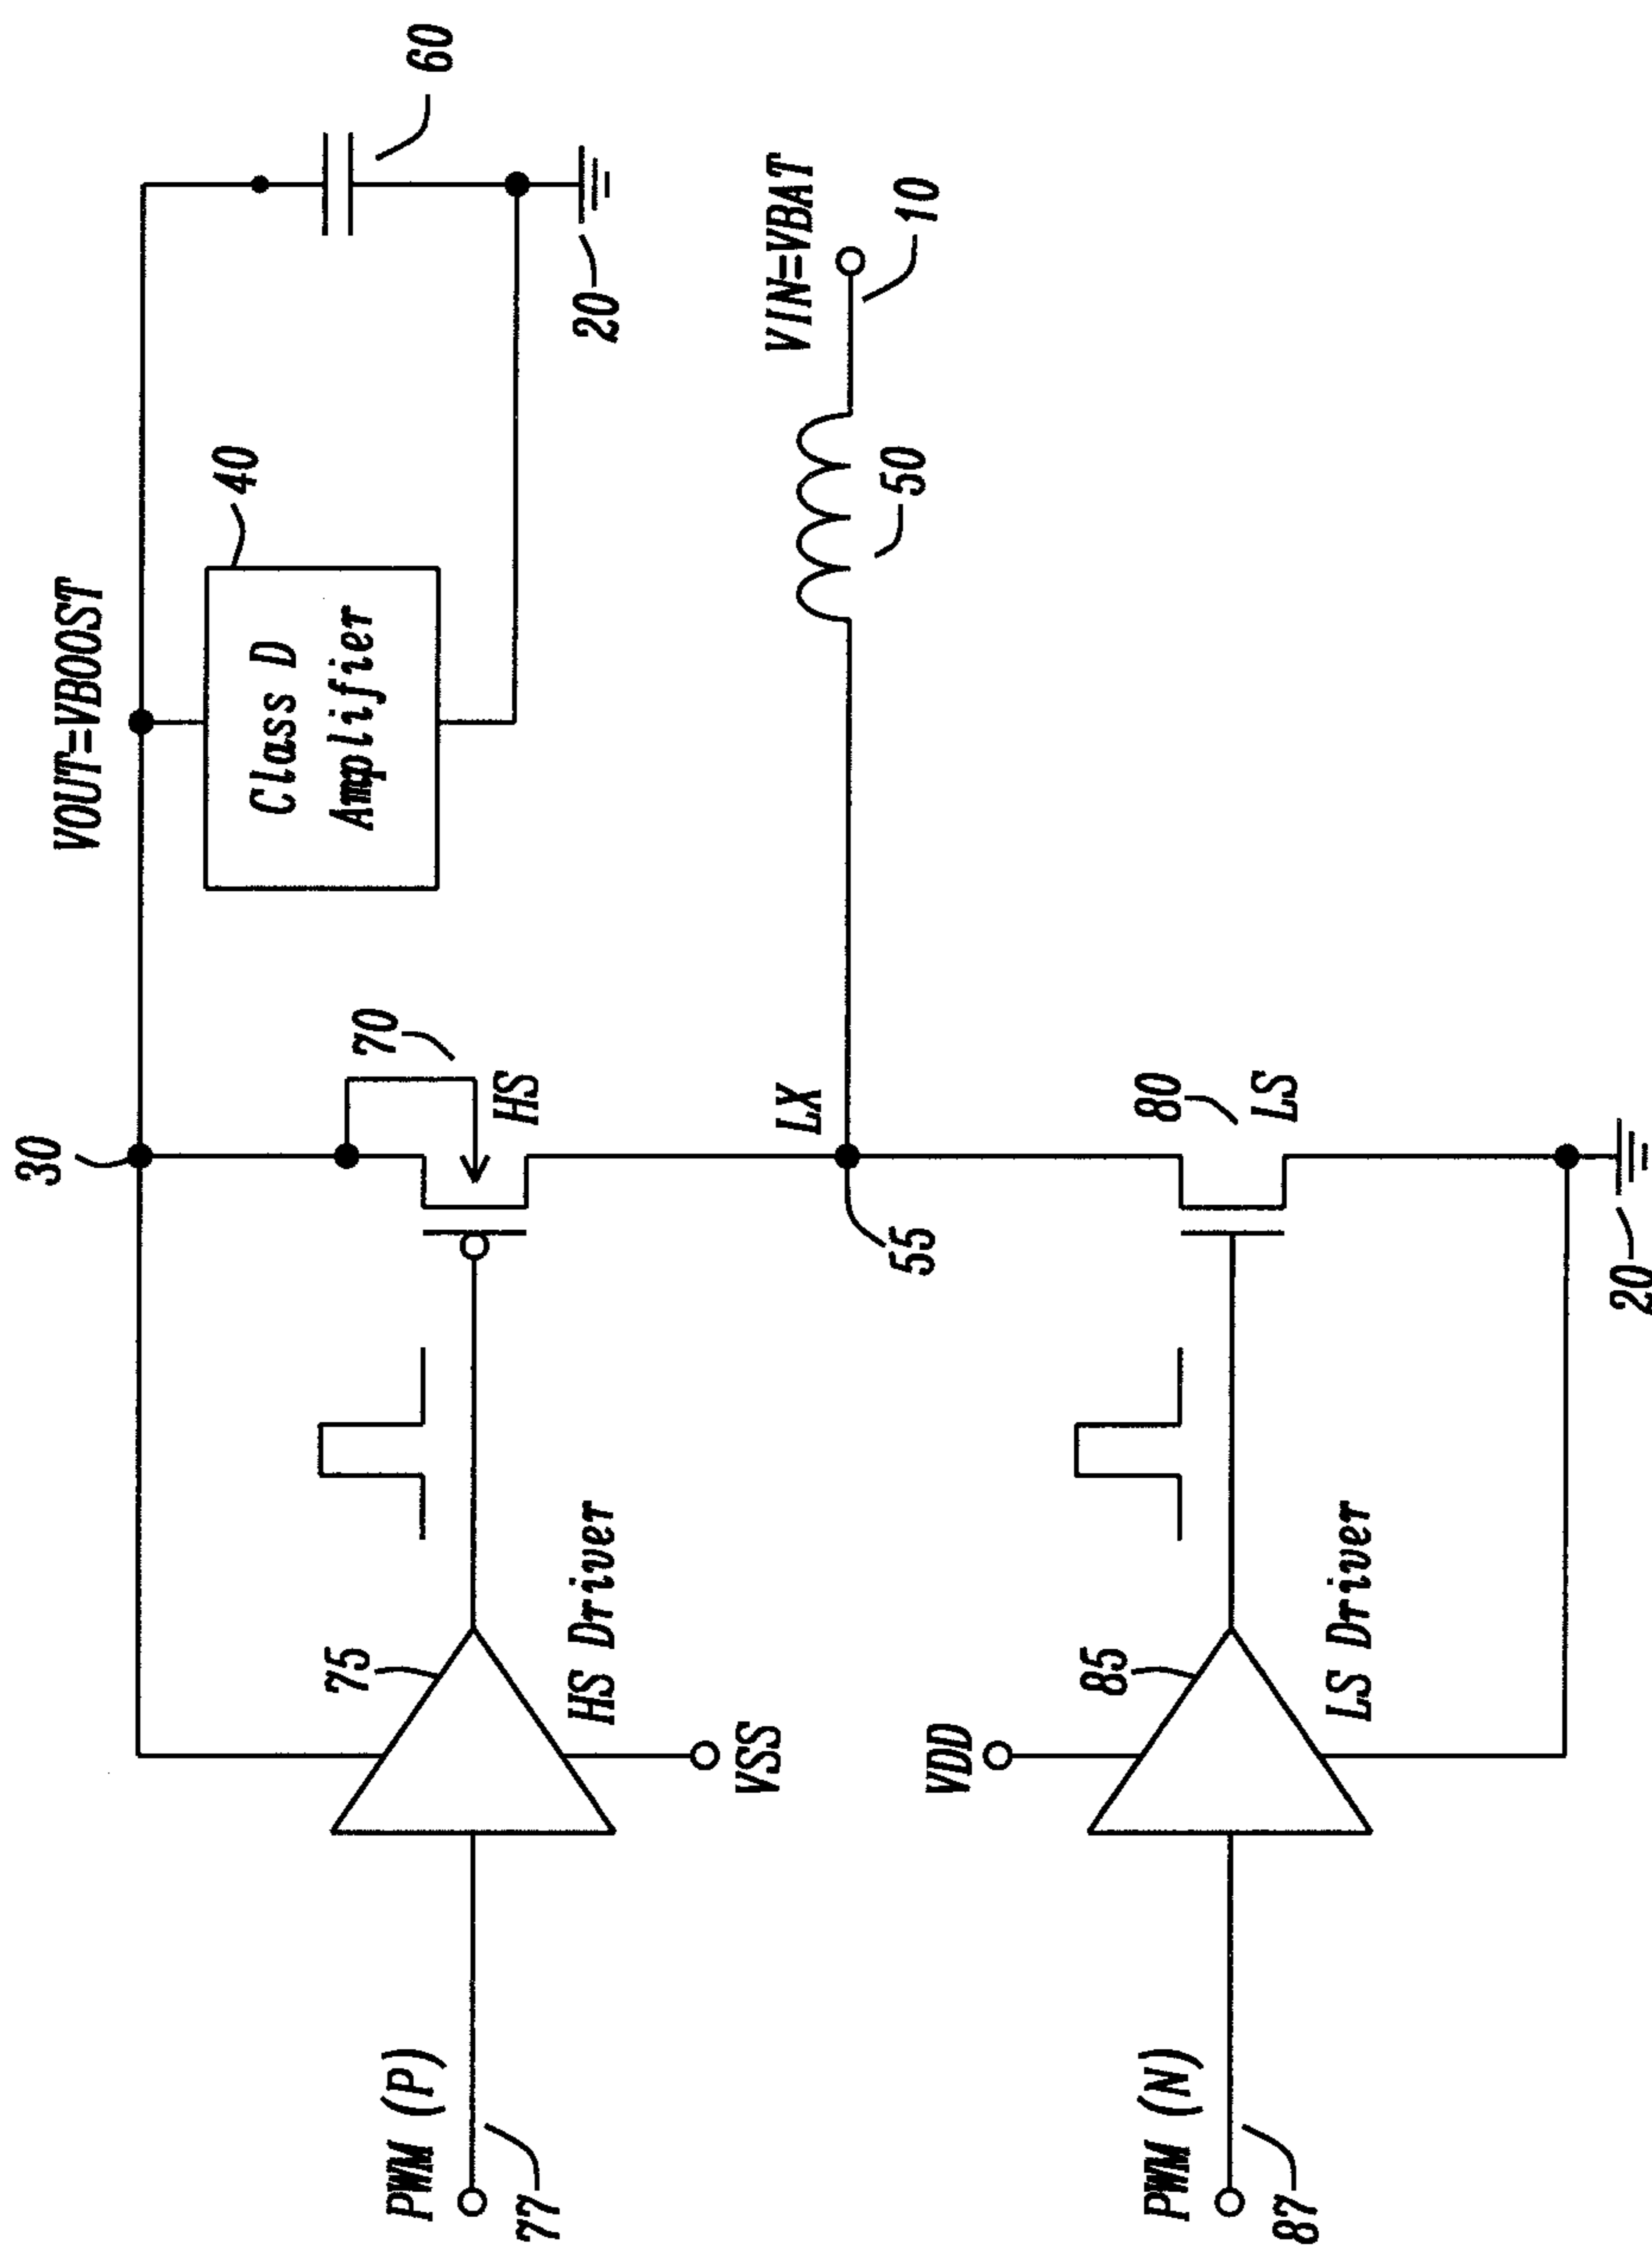 30
VOUT=VBOOST
40
Class D
Amplifier
60
20
70
HS
75
HS Driver
PWM (P)
77
VSS
LX
55
50
VIN=VBAT
10
VDD
80
LS
85
LS Driver
PWM (N)
87
20